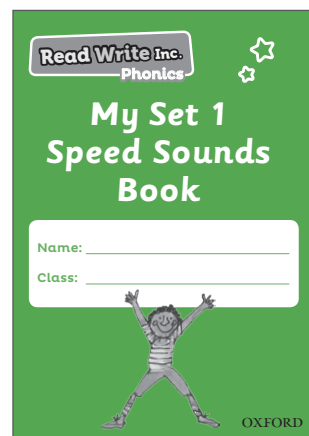 Read Write Inc.
Phonics
My Set 1
Speed Sounds
Book
Name:
Class:
OXFORD